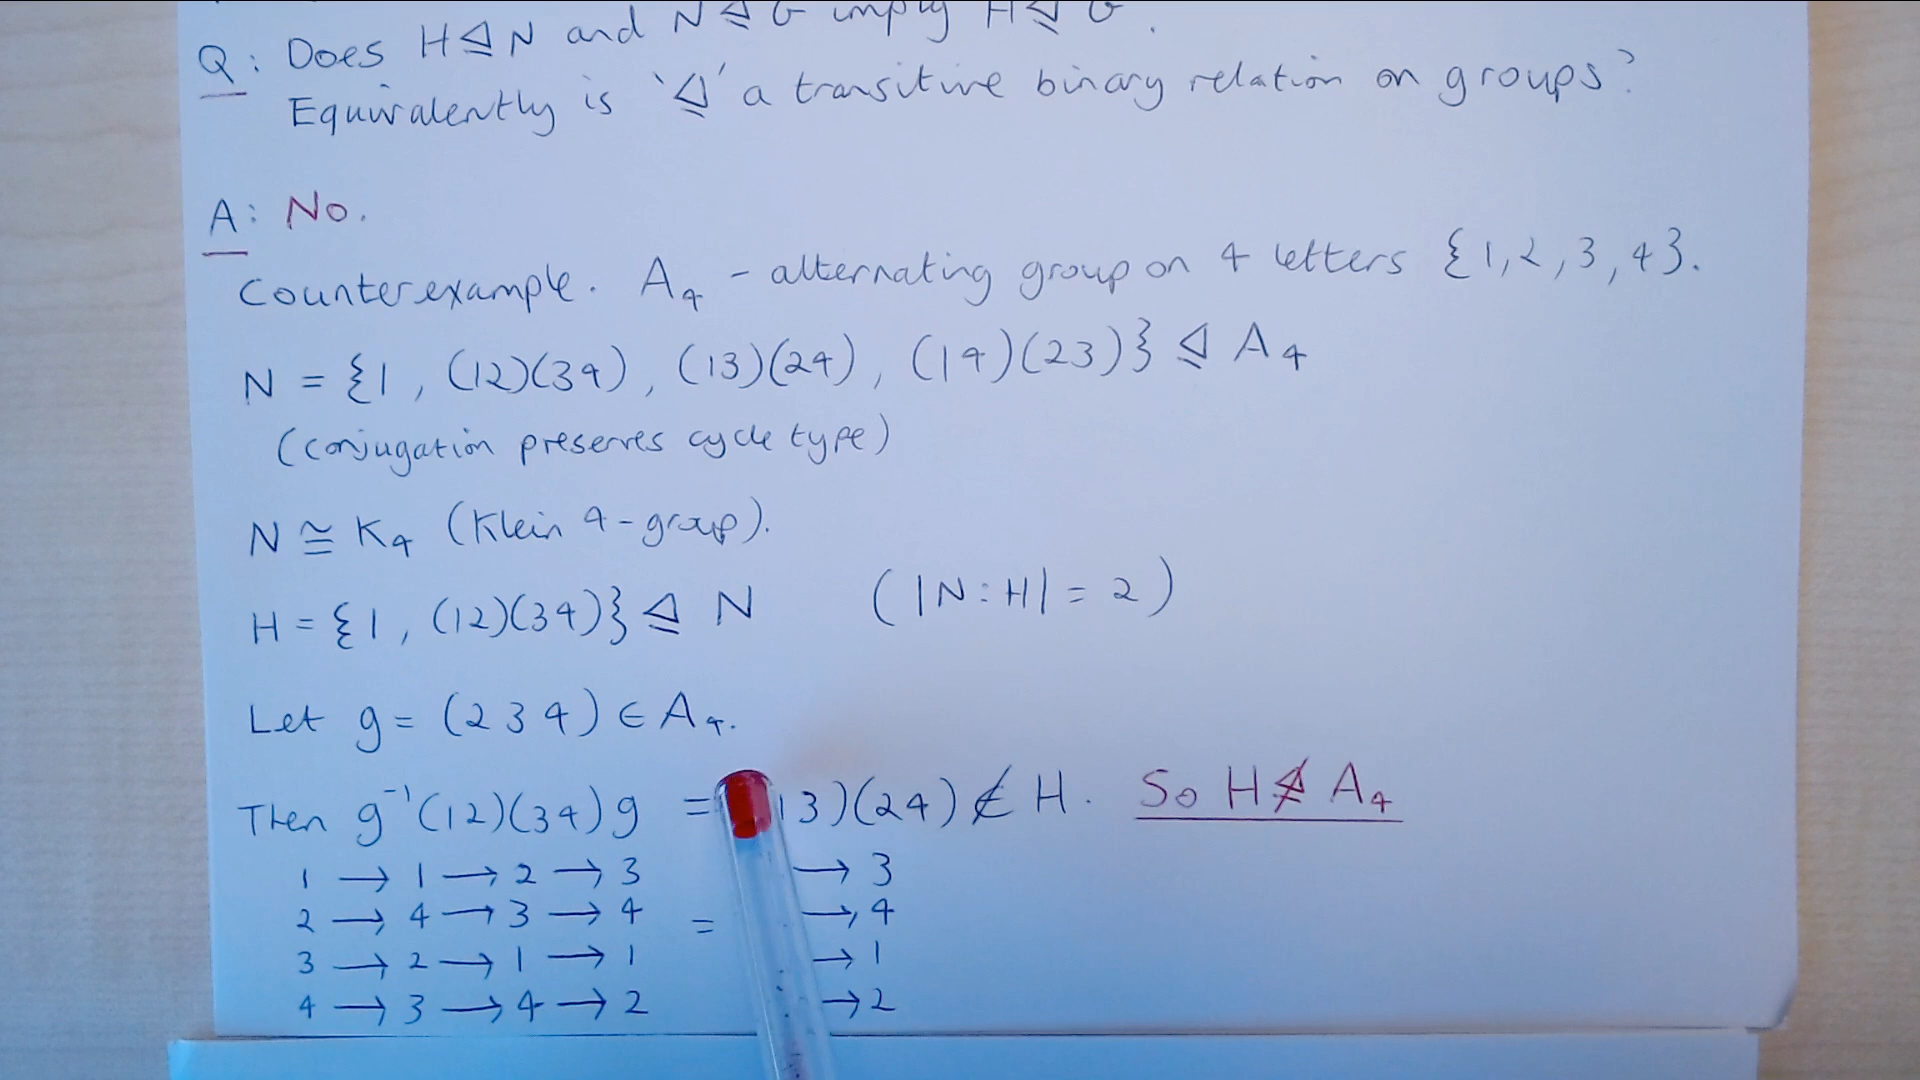 Q: Does H ⊴ N and N ⊴ G imply H ⊴ G.
Equivalently is '⊴' a transitive binary relation on groups?
A: No.
Counterexample. A₄ - alternating group on 4 letters {1,2,3,4}.
N = {1, (12)(34), (13)(24), (14)(23)} ⊴ A₄
(conjugation preserves cycle type)
N ≅ K₄ (Klein 4-group).
H = {1, (12)(34)} ⊴ N (|N:H| = 2)
Let g = (234) ∈ A₄.
Then g⁻¹(12)(34)g = 13)(24) ∉ H. So H ⋬ A₄
1 → 1 → 2 → 3 → 3
2 → 4 → 3 → 4 = → 4
3 → 2 → 1 → 1 → 1
4 → 3 → 4 → 2 → 2